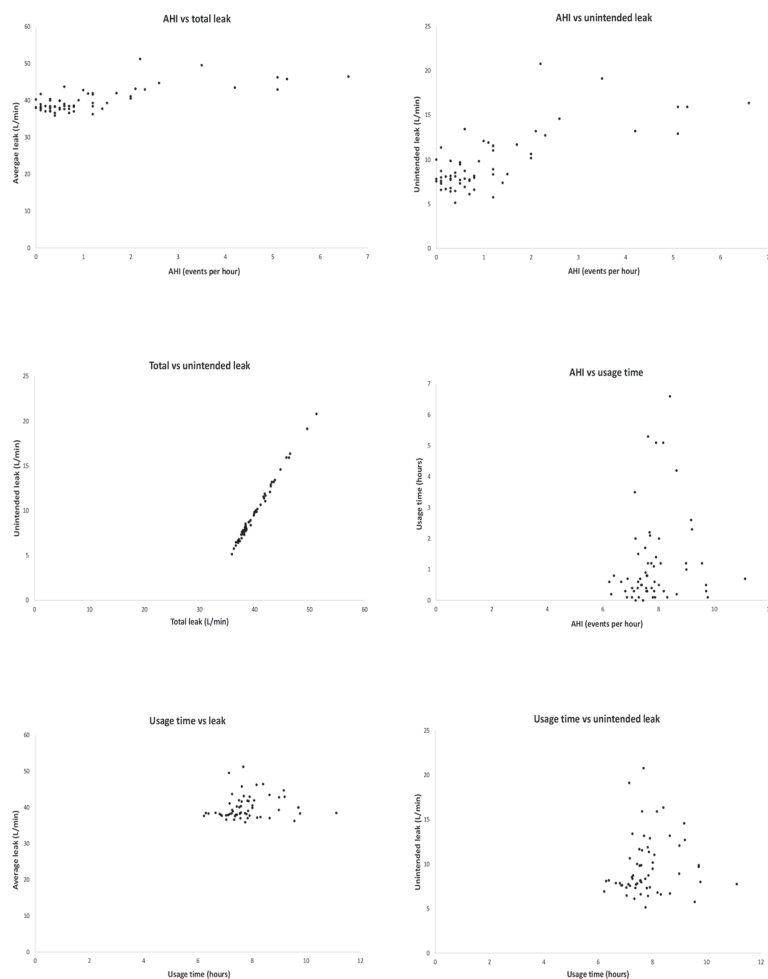 AHI vs total leak
60
50
40
30
20
10
0
Avergae leak (L/min)
0 1 2 3 4 5 6 7
AHI (events per hour)
AHI vs unintended leak
25
20
15
10
5
0
Unintended leak (L/min)
0 1 2 3 4 5 6 7
AHI (events per hour)
Total vs unintended leak
25
20
15
10
5
0
Unintended leak (L/min)
0 10 20 30 40 50 60
Total leak (L/min)
AHI vs usage time
7
6
5
4
3
2
1
0
Usage time (hours)
0 2 4 6 8 10 12
AHI (events per hour)
Usage time vs leak
60
50
40
30
20
10
0
Average leak (L/min)
0 2 4 6 8 10 12
Usage time (hours)
Usage time vs unintended leak
25
20
15
10
5
0
Unintended leak (L/min)
0 2 4 6 8 10 12
Usage time (hours)